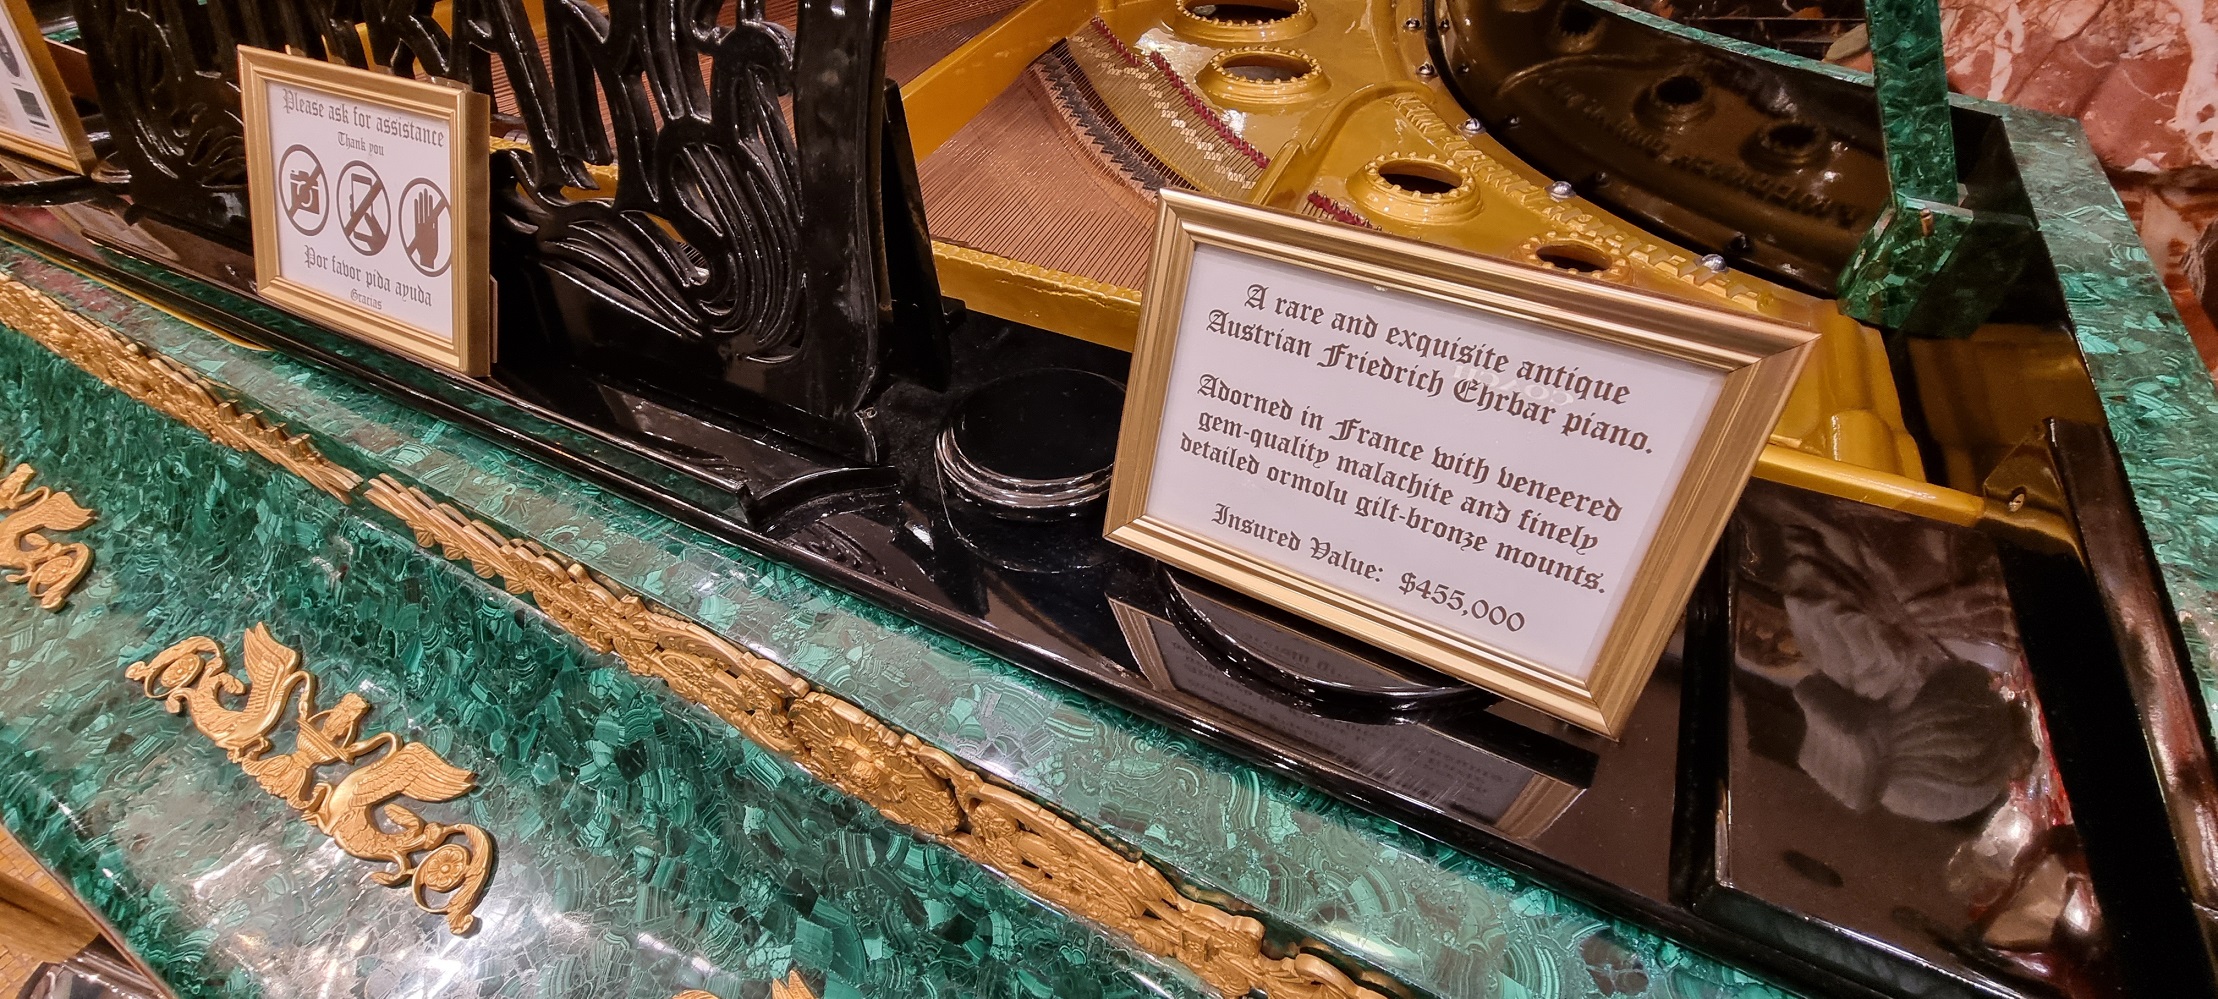 Please ask for assistance
Thank you
Por favor pida ayuda
Gracias
A rare and exquisite antique
Austrian Friedrich Ehrbar piano.
Adorned in France with veneered
gem-quality malachite and finely
detailed ormolu gilt-bronze mounts.
Insured Value: $455,000